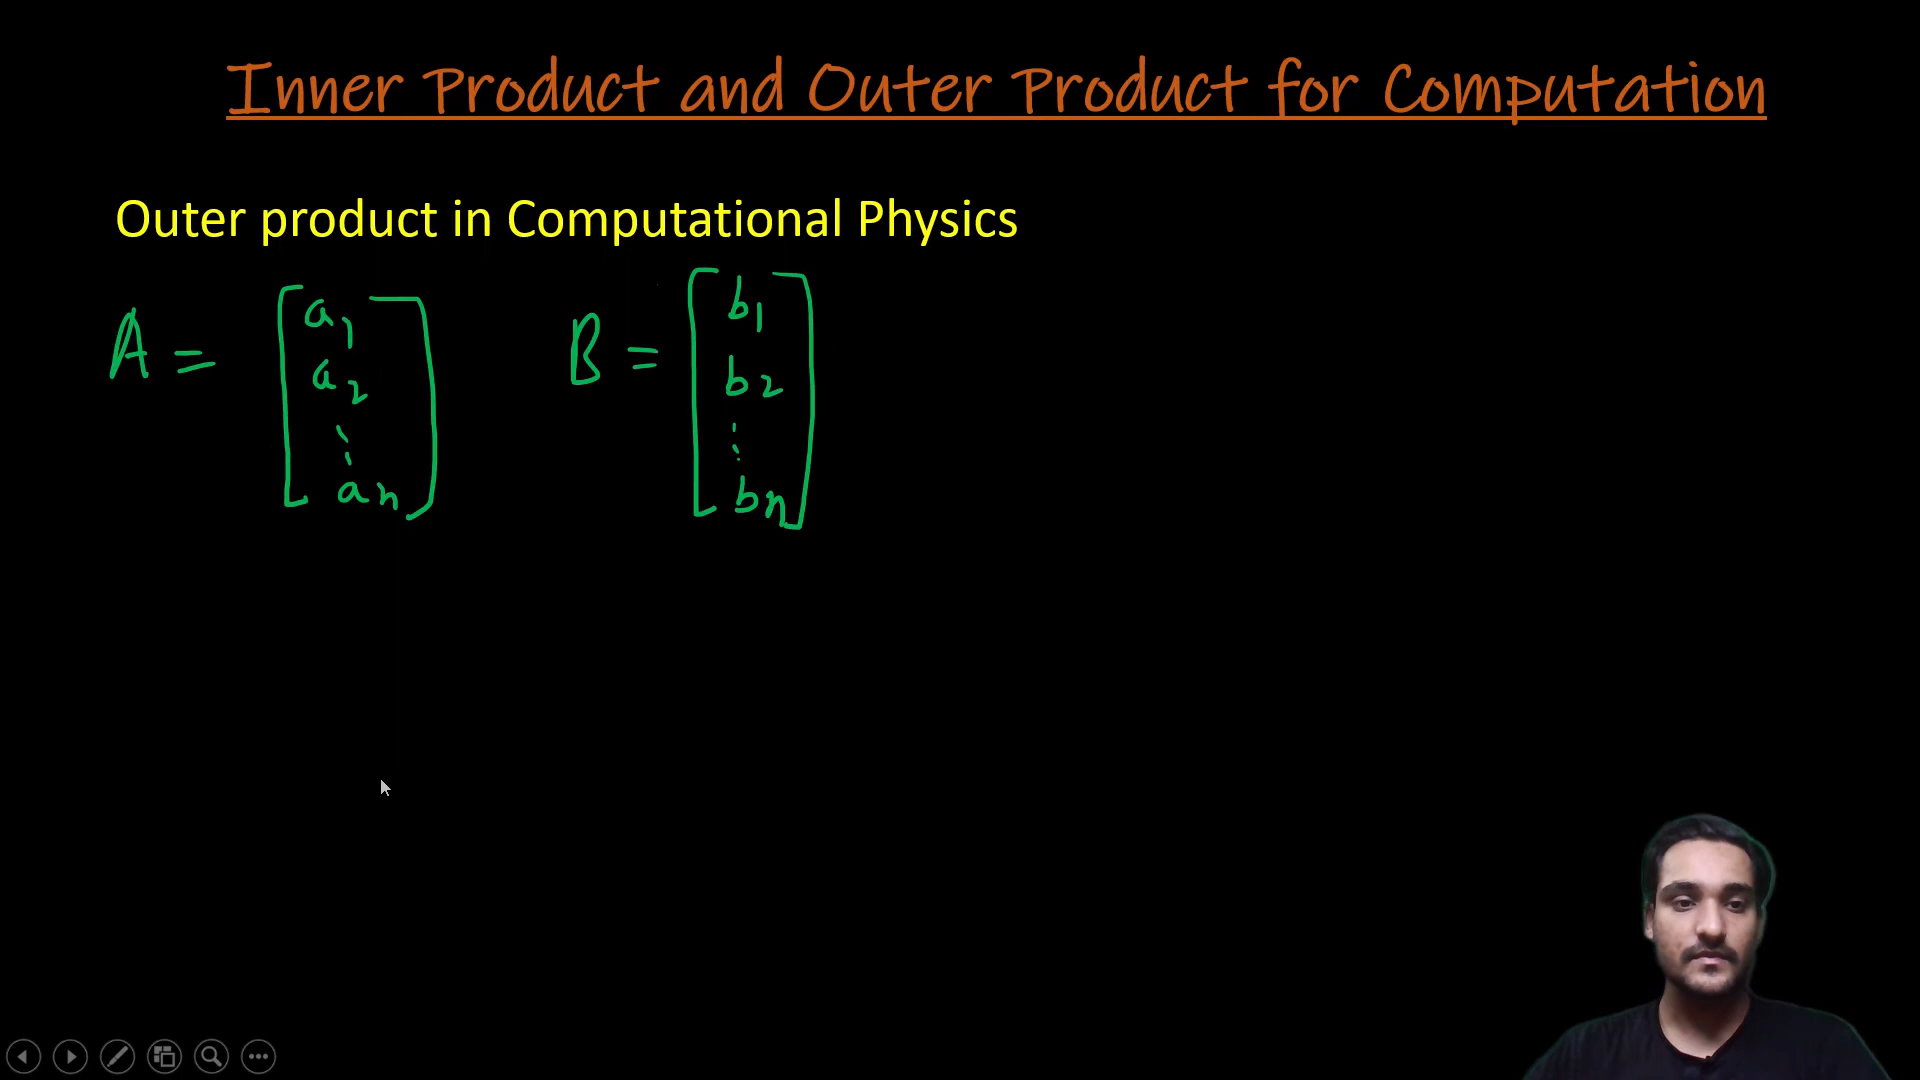 Inner Product and Outer Product for Computation
Outer product in Computational Physics
A = [a1 a2 ⋮ an] B = [b1 b2 ⋮ bn]